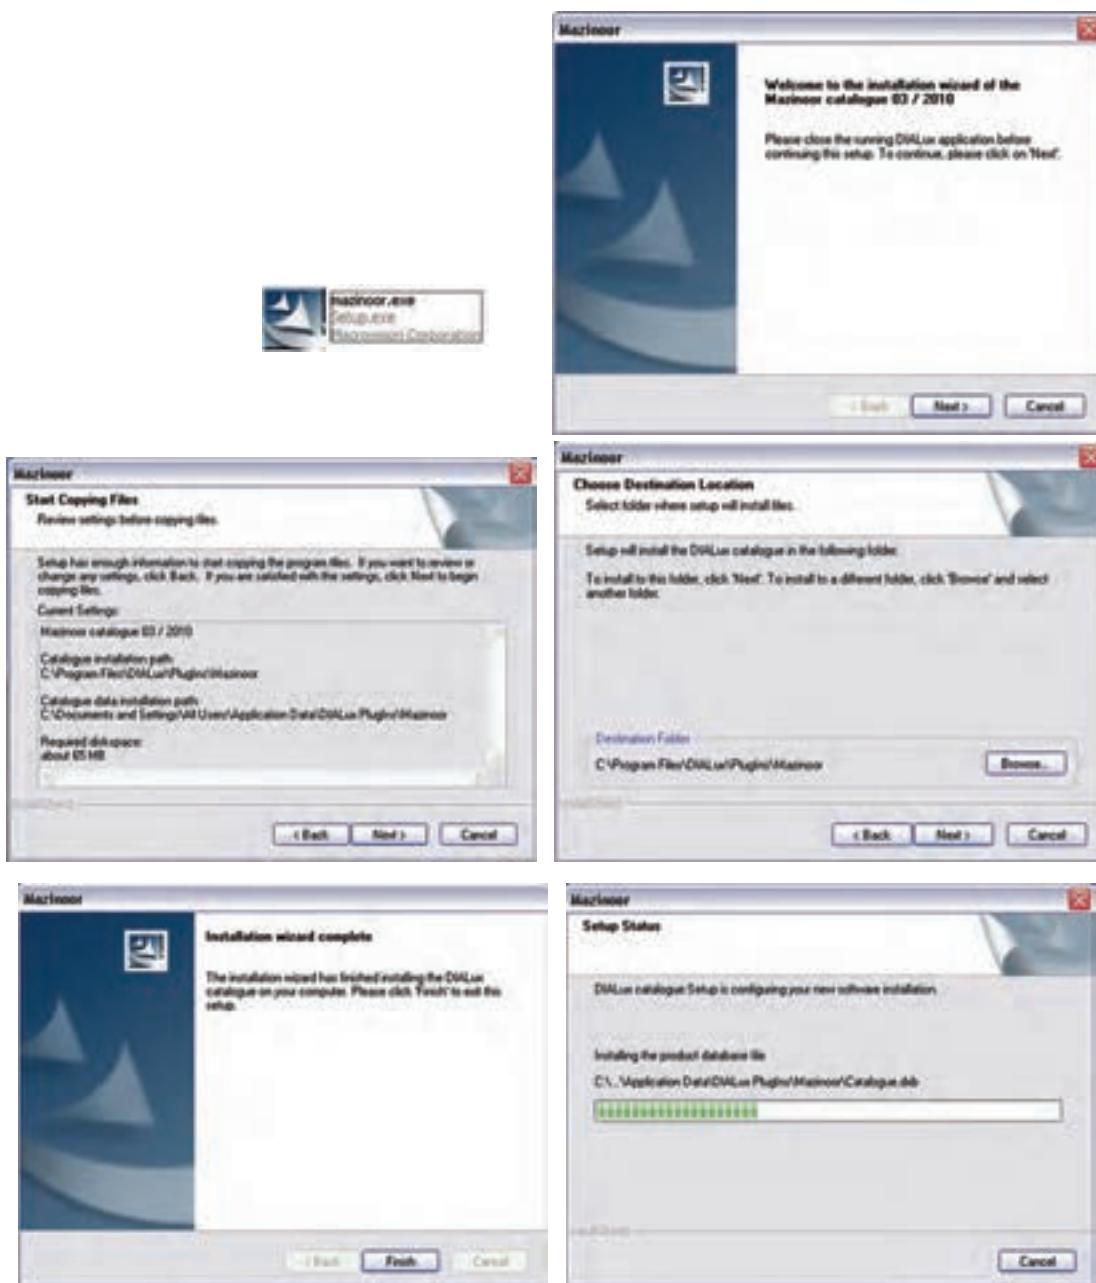 mazinoor.exe
Setup.exe
Macrovision Corporation
Mazinoor
Welcome to the installation wizard of the
Mazinoor catalogue 03 / 2010
Please close the running DIALux application before
continuing this setup. To continue, please click on 'Next'.
< Back
Next >
Cancel
Mazinoor
Start Copying Files
Review settings before copying files.
Setup has enough information to start copying the program files. If you want to review or
change any settings, click Back. If you are satisfied with the settings, click Next to begin
copying files.
Current Settings:
Mazinoor catalogue 03 / 2010
Catalogue installation path:
C:\Program Files\DIALux\PlugIns\Mazinoor
Catalogue data installation path:
C:\Documents and Settings\All Users\Application Data\DIALux PlugIns\Mazinoor
Required diskspace:
about 65 MB
InstallShield
< Back
Next >
Cancel
Mazinoor
Choose Destination Location
Select folder where setup will install files.
Setup will install the DIALux catalogue in the following folder.
To install to this folder, click 'Next'. To install to a different folder, click 'Browse' and select
another folder.
Destination Folder
C:\Program Files\DIALux\PlugIns\Mazinoor
Browse...
InstallShield
< Back
Next >
Cancel
Mazinoor
Installation wizard complete
The installation wizard has finished installing the DIALux
catalogue on your computer. Please click 'Finish' to exit this
setup.
< Back
Finish
Cancel
Mazinoor
Setup Status
DIALux catalogue Setup is configuring your new software installation.
Installing the product database file
C:\...\Application Data\DIALux PlugIns\Mazinoor\Catalogue.dxb
InstallShield
Cancel